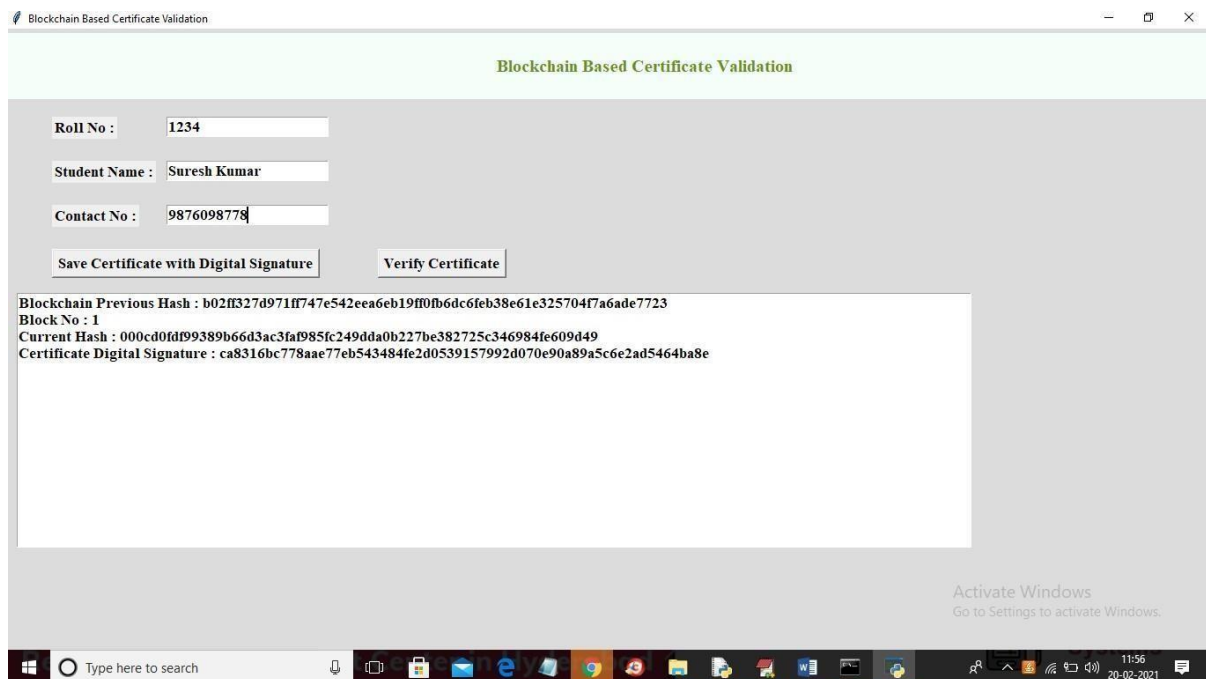 Blockchain Based Certificate Validation
Blockchain Based Certificate Validation
Roll No : 1234
Student Name : Suresh Kumar
Contact No : 9876098778
Save Certificate with Digital Signature Verify Certificate
Blockchain Previous Hash : b02ff327d971ff747e542eea6eb19ff0fb6dc6feb38e61e325704f7a6ade7723
Block No : 1
Current Hash : 000cd0fdf99389b66d3ac3faf985fc249dda0b227be382725c346984fe609d49
Certificate Digital Signature : ca8316bc778aae77eb543484fe2d0539157992d070e90a89a5c6e2ad5464ba8e
Activate Windows
Go to Settings to activate Windows.
Type here to search
11:56
20-02-2021